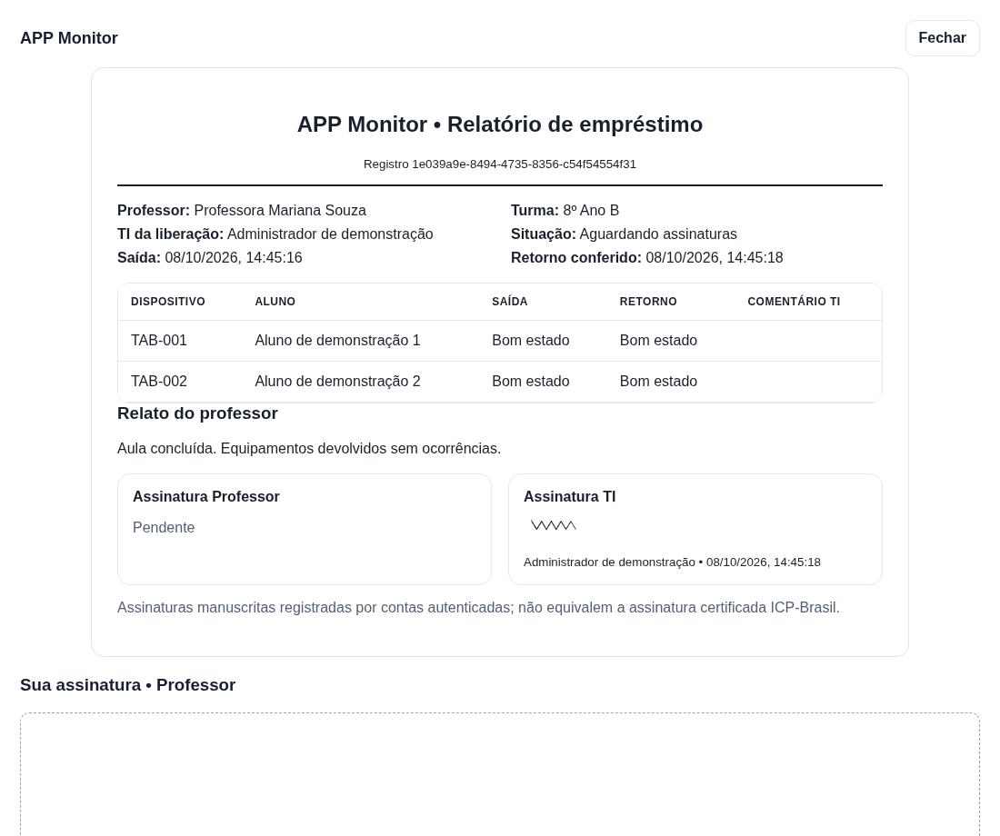 APP Monitor
Fechar
APP Monitor • Relatório de empréstimo
Registro 1e039a9e-8494-4735-8356-c54f54554f31
Professor: Professora Mariana Souza
Turma: 8º Ano B
TI da liberação: Administrador de demonstração
Situação: Aguardando assinaturas
Saída: 08/10/2026, 14:45:16
Retorno conferido: 08/10/2026, 14:45:18
DISPOSITIVO ALUNO SAÍDA RETORNO COMENTÁRIO TI
TAB-001 Aluno de demonstração 1 Bom estado Bom estado
TAB-002 Aluno de demonstração 2 Bom estado Bom estado
Relato do professor
Aula concluída. Equipamentos devolvidos sem ocorrências.
Assinatura Professor
Pendente
Assinatura TI
Administrador de demonstração • 08/10/2026, 14:45:18
Assinaturas manuscritas registradas por contas autenticadas; não equivalem a assinatura certificada ICP-Brasil.
Sua assinatura • Professor